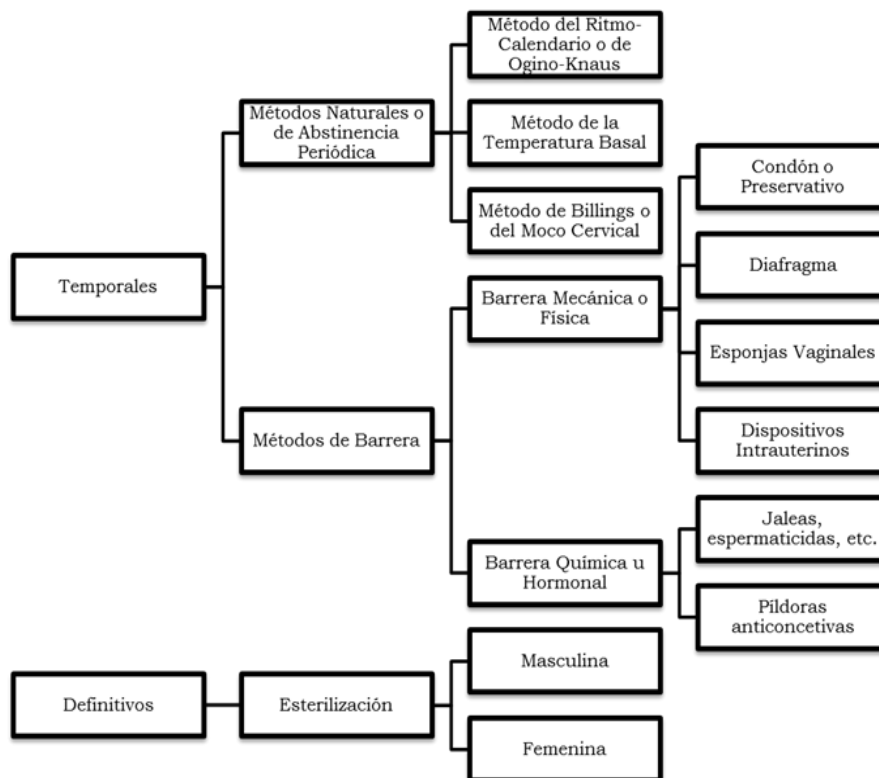 Temporales
Métodos Naturales o
de Abstinencia
Periódica
Método del Ritmo-
Calendario o de
Ogino-Knaus
Método de la
Temperatura Basal
Método de Billings o
del Moco Cervical
Métodos de Barrera
Barrera Mecánica o
Física
Condón o
Preservativo
Diafragma
Esponjas Vaginales
Dispositivos
Intrauterinos
Barrera Química u
Hormonal
Jaleas,
espermaticidas, etc.
Píldoras
anticoncetivas
Definitivos
Esterilización
Masculina
Femenina